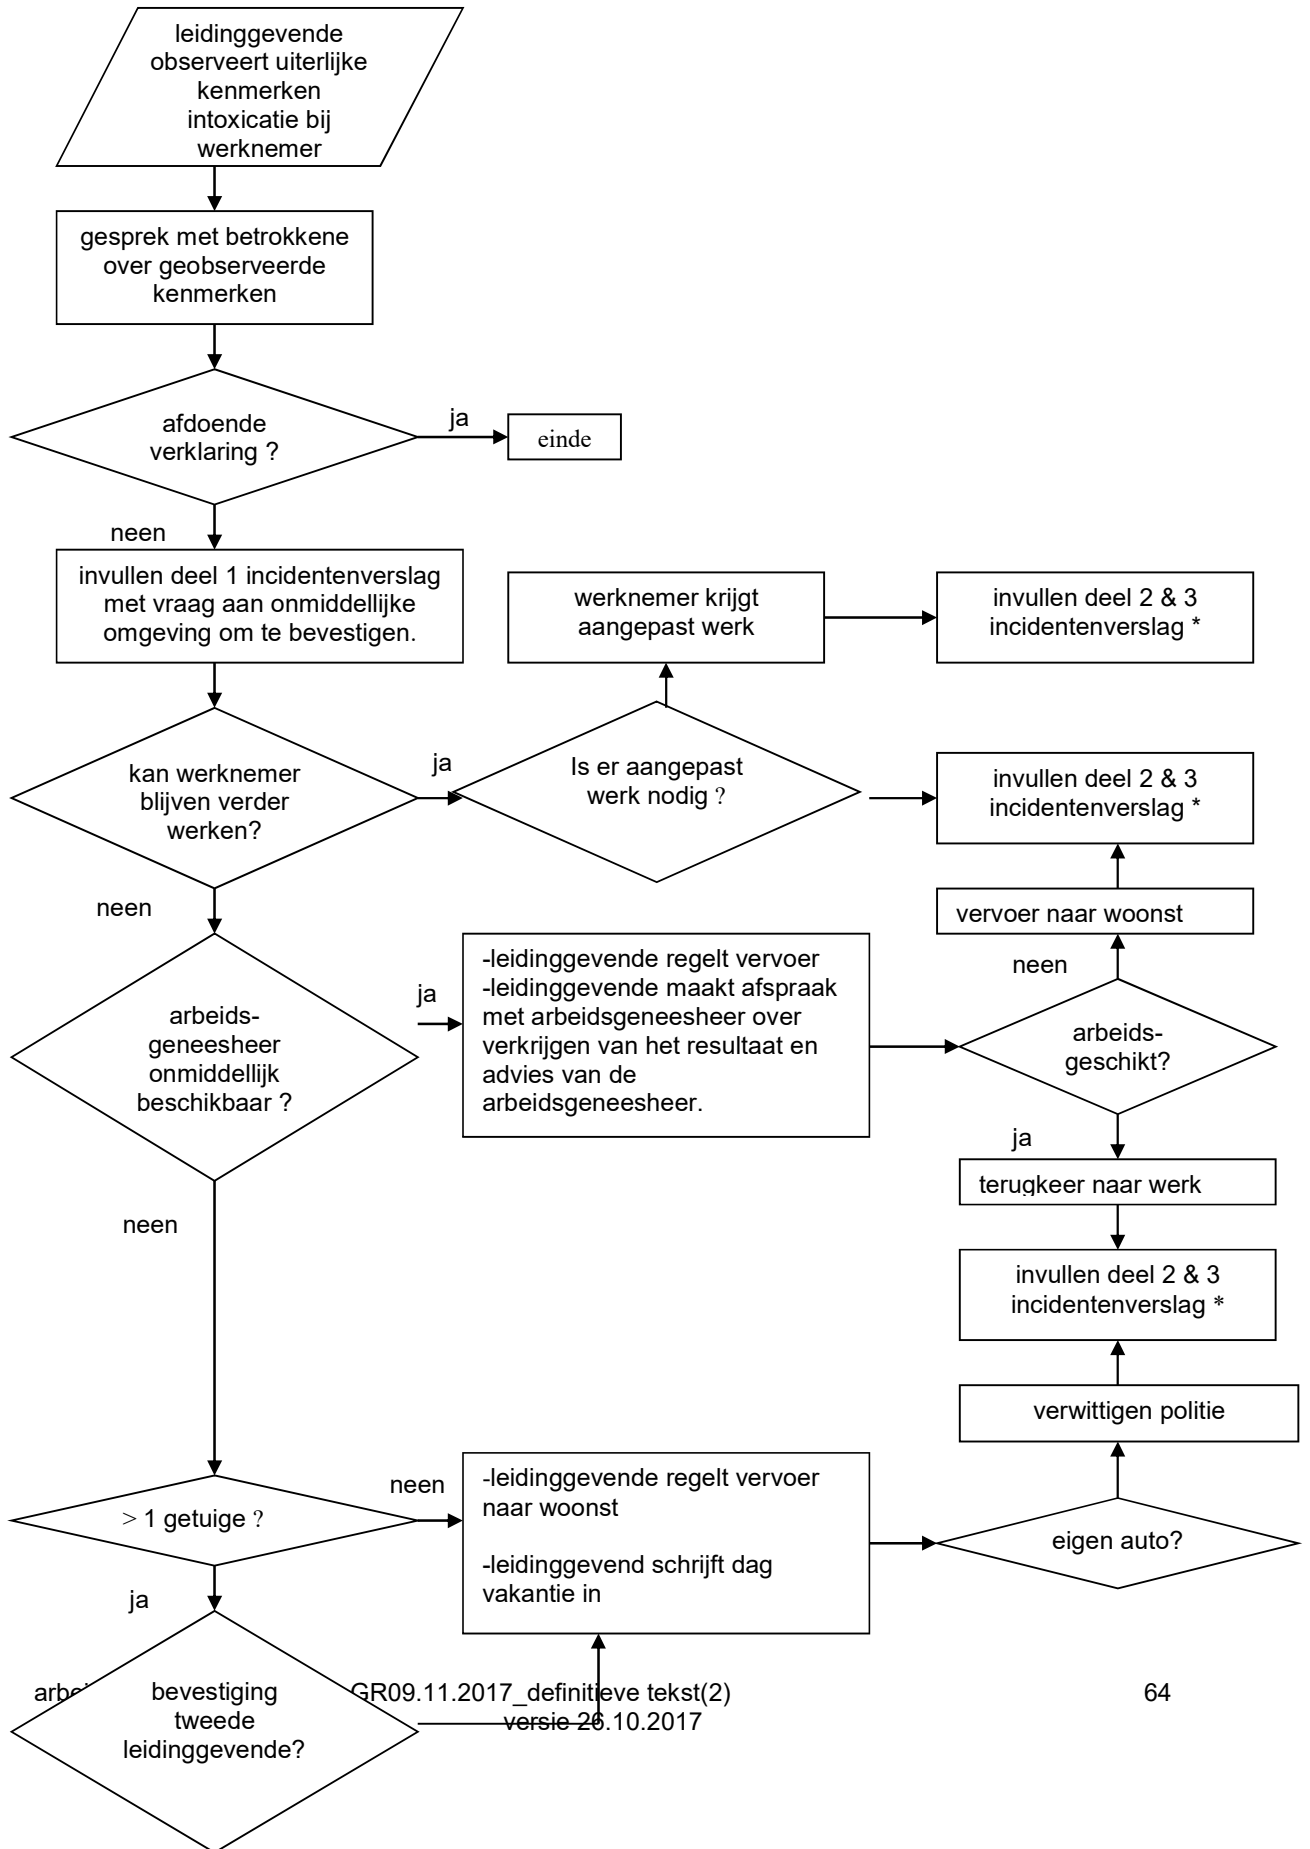 leidinggevende
observeert uiterlijke
kenmerken
intoxicatie bij
werknemer
gesprek met betrokkene
over geobserveerde
kenmerken
afdoende
verklaring ?
ja
einde
neen
invullen deel 1 incidentenverslag
met vraag aan onmiddellijke
omgeving om te bevestigen.
werknemer krijgt
aangepast werk
invullen deel 2 & 3
incidentenverslag *
kan werknemer
blijven verder
werken?
ja
Is er aangepast
werk nodig ?
invullen deel 2 & 3
incidentenverslag *
vervoer naar woonst
neen
neen
arbeids-
geneesheer
onmiddellijk
beschikbaar ?
ja
-leidinggevende regelt vervoer
-leidinggevende maakt afspraak
met arbeidsgeneesheer over
verkrijgen van het resultaat en
advies van de
arbeidsgeneesheer.
arbeids-
geschikt?
ja
terugkeer naar werk
neen
invullen deel 2 & 3
incidentenverslag *
verwittigen politie
> 1 getuige ?
neen
-leidinggevende regelt vervoer
naar woonst
-leidinggevend schrijft dag
vakantie in
eigen auto?
ja
bevestiging
tweede
leidinggevende?
GR09.11.2017_definitieve tekst(2)
versie 26.10.2017
64